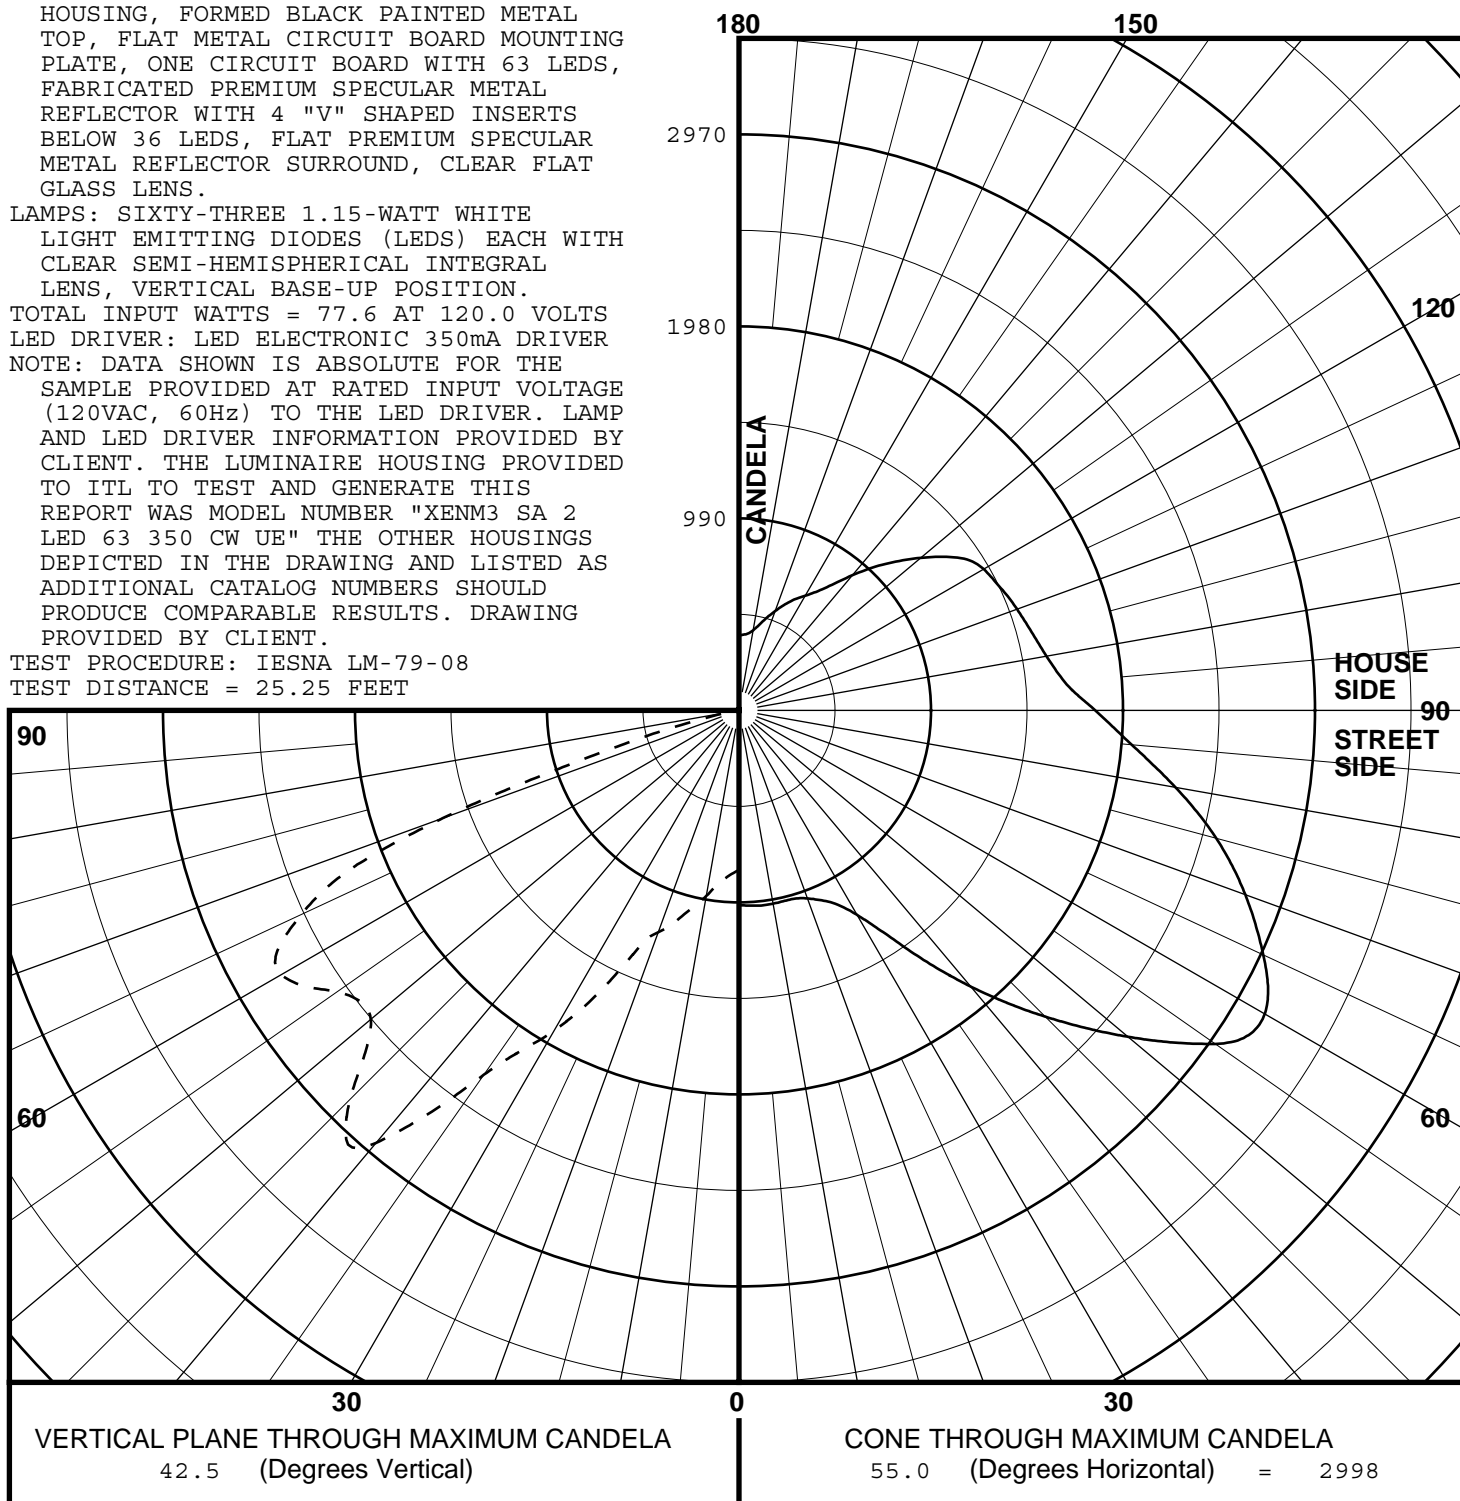 HOUSING, FORMED BLACK PAINTED METAL
TOP, FLAT METAL CIRCUIT BOARD MOUNTING
PLATE, ONE CIRCUIT BOARD WITH 63 LEDS,
FABRICATED PREMIUM SPECULAR METAL
REFLECTOR WITH 4 "V" SHAPED INSERTS
BELOW 36 LEDS, FLAT PREMIUM SPECULAR
METAL REFLECTOR SURROUND, CLEAR FLAT
GLASS LENS.
LAMPS: SIXTY-THREE 1.15-WATT WHITE
LIGHT EMITTING DIODES (LEDS) EACH WITH
CLEAR SEMI-HEMISPHERICAL INTEGRAL
LENS, VERTICAL BASE-UP POSITION.
TOTAL INPUT WATTS = 77.6 AT 120.0 VOLTS
LED DRIVER: LED ELECTRONIC 350mA DRIVER
NOTE: DATA SHOWN IS ABSOLUTE FOR THE
SAMPLE PROVIDED AT RATED INPUT VOLTAGE
(120VAC, 60Hz) TO THE LED DRIVER. LAMP
AND LED DRIVER INFORMATION PROVIDED BY
CLIENT. THE LUMINAIRE HOUSING PROVIDED
TO ITL TO TEST AND GENERATE THIS
REPORT WAS MODEL NUMBER "XENM3 SA 2
LED 63 350 CW UE" THE OTHER HOUSINGS
DEPICTED IN THE DRAWING AND LISTED AS
ADDITIONAL CATALOG NUMBERS SHOULD
PRODUCE COMPARABLE RESULTS. DRAWING
PROVIDED BY CLIENT.
TEST PROCEDURE: IESNA LM-79-08
TEST DISTANCE = 25.25 FEET
180
150
2970
120
1980
CANDELA
990
HOUSE
SIDE
90
STREET
SIDE
90
60
60
30
0
30
VERTICAL PLANE THROUGH MAXIMUM CANDELA
42.5 (Degrees Vertical)
CONE THROUGH MAXIMUM CANDELA
55.0 (Degrees Horizontal) = 2998